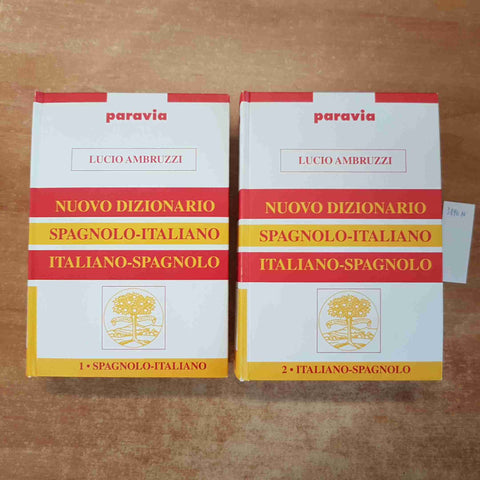 paravia
LUCIO AMBRUZZI
NUOVO DIZIONARIO
SPAGNOLO-ITALIANO
ITALIANO-SPAGNOLO
1 • SPAGNOLO-ITALIANO
paravia
LUCIO AMBRUZZI
NUOVO DIZIONARIO
SPAGNOLO-ITALIANO
ITALIANO-SPAGNOLO
2 • ITALIANO-SPAGNOLO